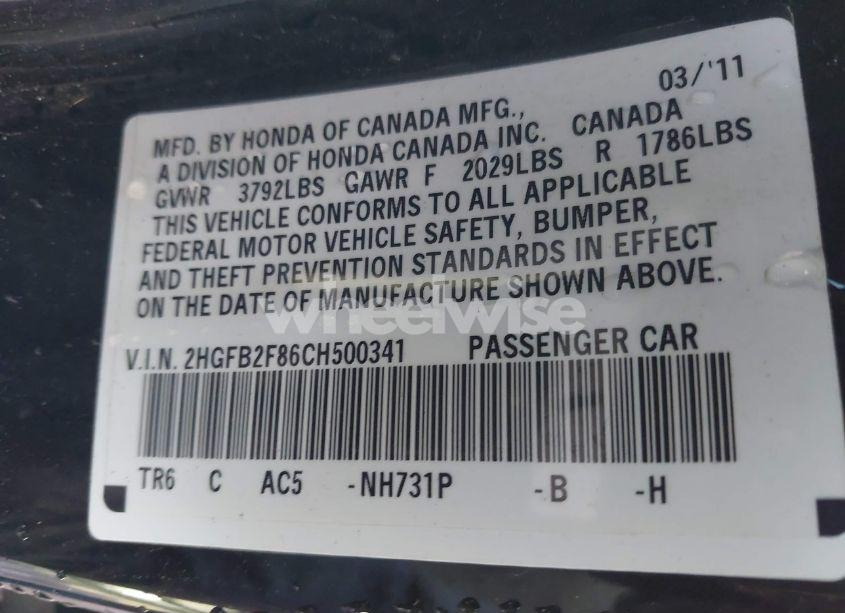 03/'11
MFD. BY HONDA OF CANADA MFG.,
A DIVISION OF HONDA CANADA INC. CANADA
GVWR 3792LBS GAWR F 2029LBS R 1786LBS
THIS VEHICLE CONFORMS TO ALL APPLICABLE
FEDERAL MOTOR VEHICLE SAFETY, BUMPER,
AND THEFT PREVENTION STANDARDS IN EFFECT
ON THE DATE OF MANUFACTURE SHOWN ABOVE.
wheelwise
V.I.N. 2HGFB2F86CH500341 PASSENGER CAR
TR6 C AC5 -NH731P -B -H